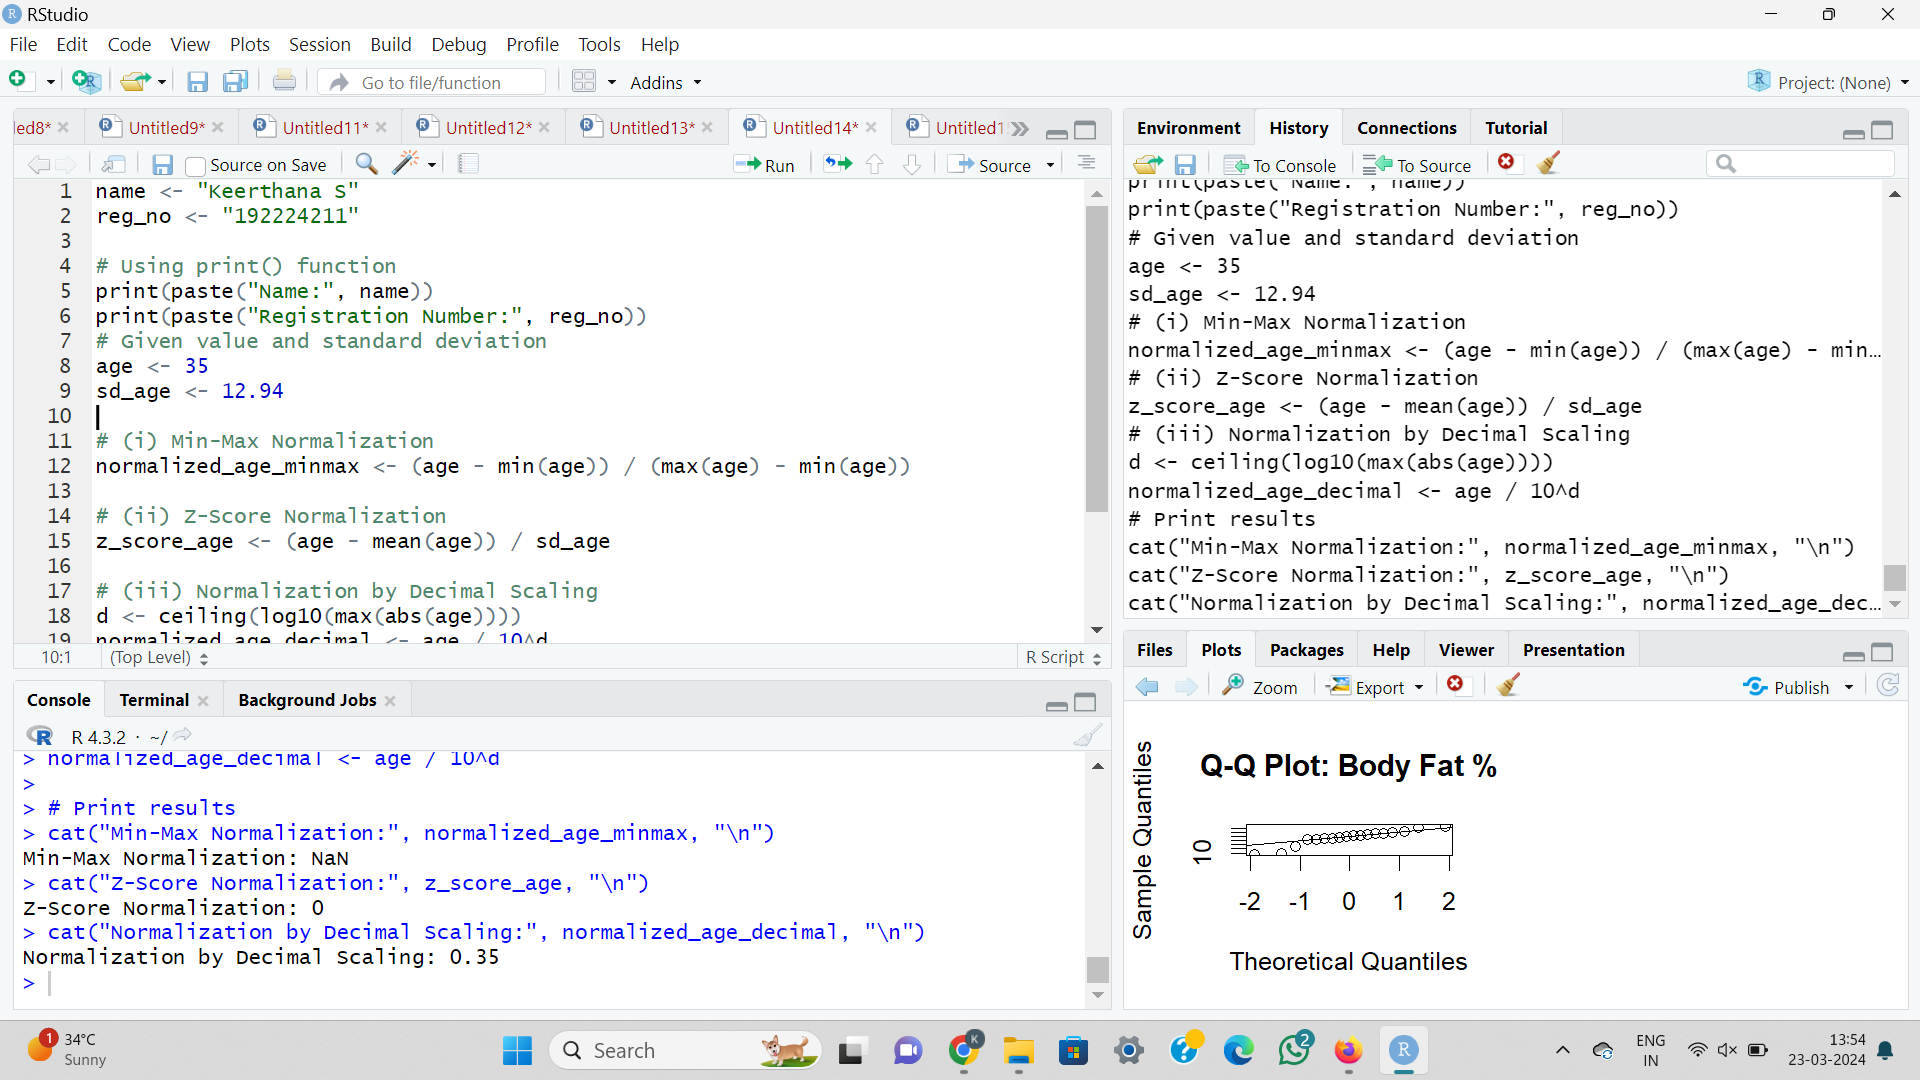 RStudio
File Edit Code View Plots Session Build Debug Profile Tools Help
Go to file/function Addins Project: (None)
led8* Untitled9* Untitled11* Untitled12* Untitled13* Untitled14* Untitled1
Source on Save Run Source
1 name <- "Keerthana S"
2 reg_no <- "192224211"
3
4 # Using print() function
5 print(paste("Name:", name))
6 print(paste("Registration Number:", reg_no))
7 # Given value and standard deviation
8 age <- 35
9 sd_age <- 12.94
10
11 # (i) Min-Max Normalization
12 normalized_age_minmax <- (age - min(age)) / (max(age) - min(age))
13
14 # (ii) Z-Score Normalization
15 z_score_age <- (age - mean(age)) / sd_age
16
17 # (iii) Normalization by Decimal Scaling
18 d <- ceiling(log10(max(abs(age))))
19 normalized_age_decimal <- age / 10^d
10:1 (Top Level) R Script
Console Terminal Background Jobs
R 4.3.2 · ~/
> normalized_age_decimal <- age / 10^d
>
> # Print results
> cat("Min-Max Normalization:", normalized_age_minmax, "\n")
Min-Max Normalization: NaN
> cat("Z-Score Normalization:", z_score_age, "\n")
Z-Score Normalization: 0
> cat("Normalization by Decimal Scaling:", normalized_age_decimal, "\n")
Normalization by Decimal Scaling: 0.35
>
Environment History Connections Tutorial
To Console To Source
print(paste("Name:", name))
print(paste("Registration Number:", reg_no))
# Given value and standard deviation
age <- 35
sd_age <- 12.94
# (i) Min-Max Normalization
normalized_age_minmax <- (age - min(age)) / (max(age) - min…
# (ii) Z-Score Normalization
z_score_age <- (age - mean(age)) / sd_age
# (iii) Normalization by Decimal Scaling
d <- ceiling(log10(max(abs(age))))
normalized_age_decimal <- age / 10^d
# Print results
cat("Min-Max Normalization:", normalized_age_minmax, "\n")
cat("Z-Score Normalization:", z_score_age, "\n")
cat("Normalization by Decimal Scaling:", normalized_age_dec…
Files Plots Packages Help Viewer Presentation
Zoom Export Publish
Q-Q Plot: Body Fat %
Sample Quantiles
10
-2 -1 0 1 2
Theoretical Quantiles
1 34°C
Sunny
Search
K
2
ENG
IN
13:54
23-03-2024